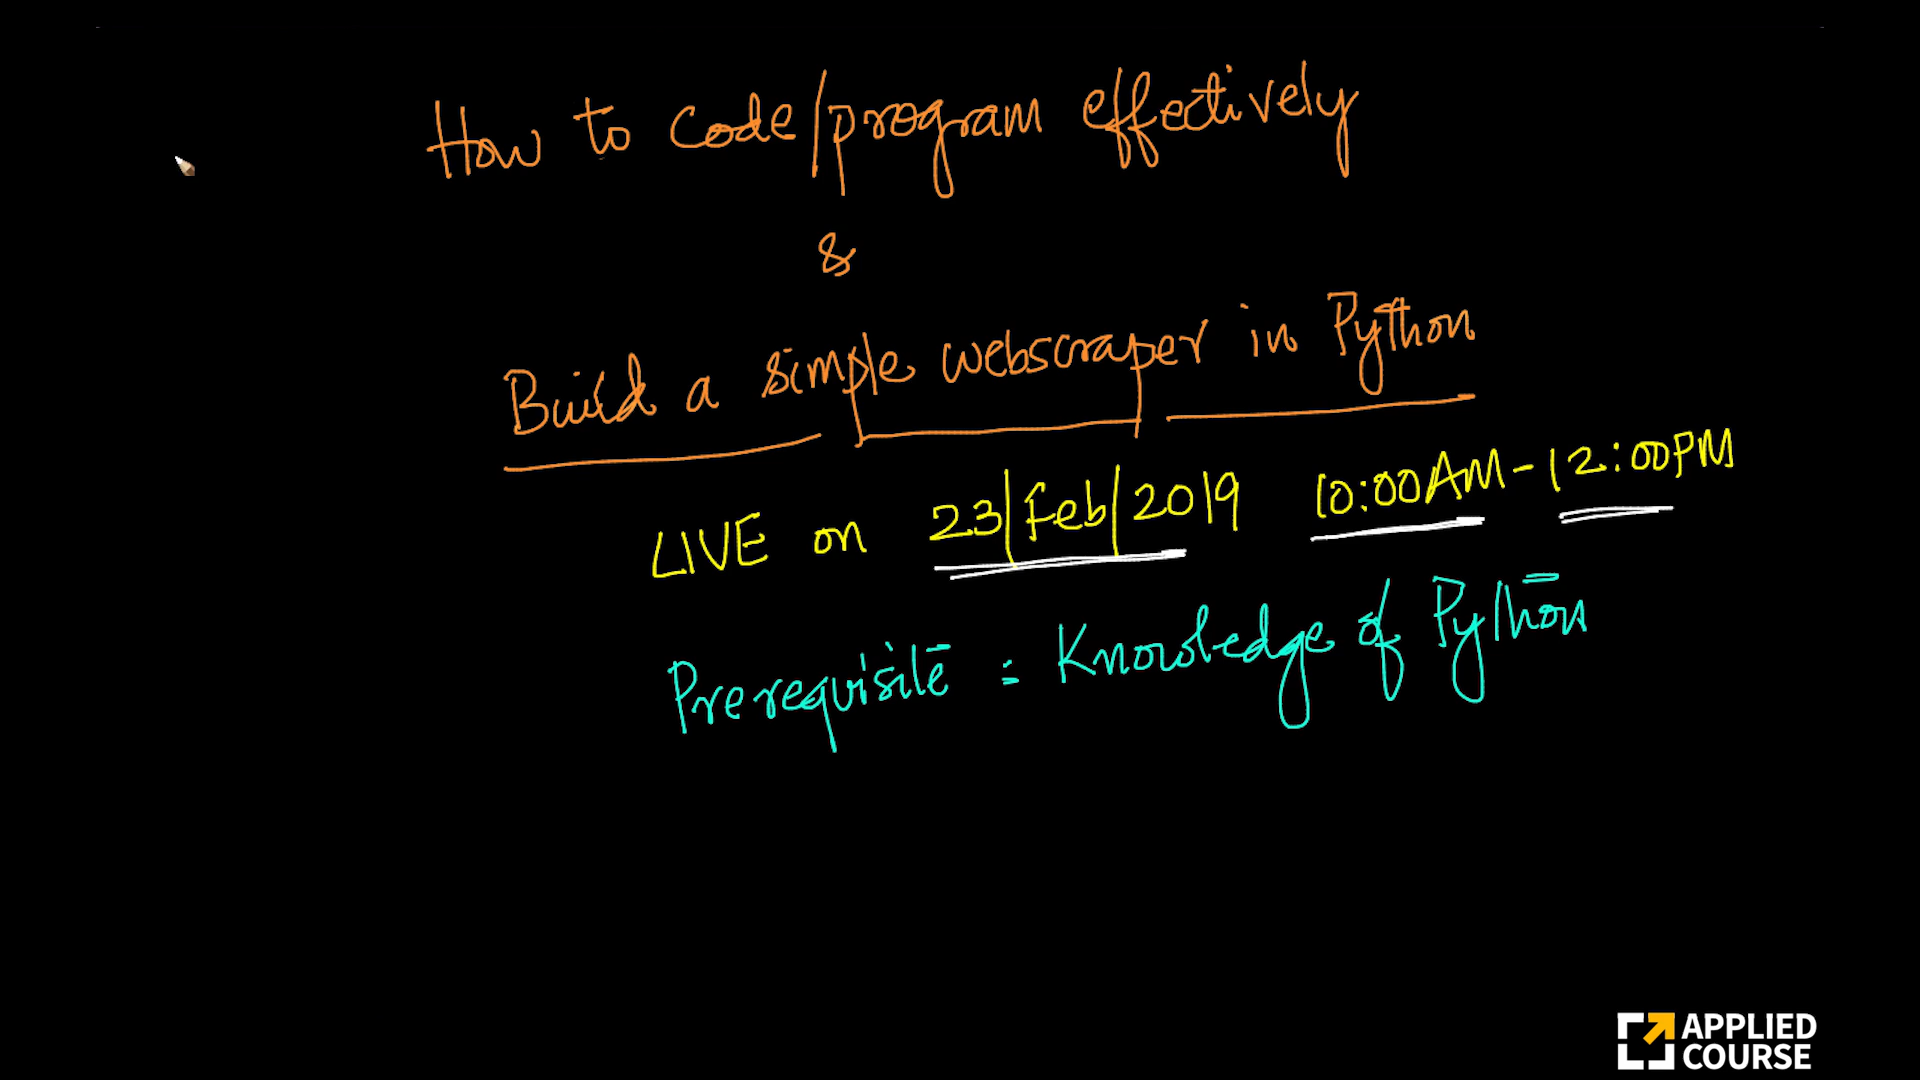 How to code/program effectively
&
Build a simple webscraper in Python
LIVE on 23/Feb/2019 10:00AM-12:00PM
Prerequisite : Knowledge of Python
APPLIED
COURSE